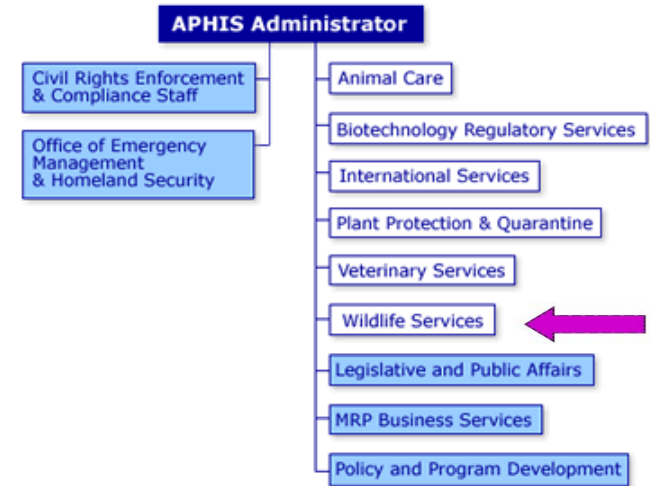 APHIS Administrator
Civil Rights Enforcement
& Compliance Staff
Office of Emergency
Management
& Homeland Security
Animal Care
Biotechnology Regulatory Services
International Services
Plant Protection & Quarantine
Veterinary Services
Wildlife Services
Legislative and Public Affairs
MRP Business Services
Policy and Program Development